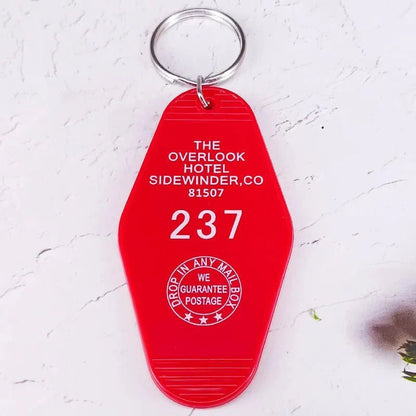 THE
OVERLOOK
HOTEL
SIDEWINDER,CO
81507
237
DROP IN ANY MAIL BOX
WE
GUARANTEE
POSTAGE